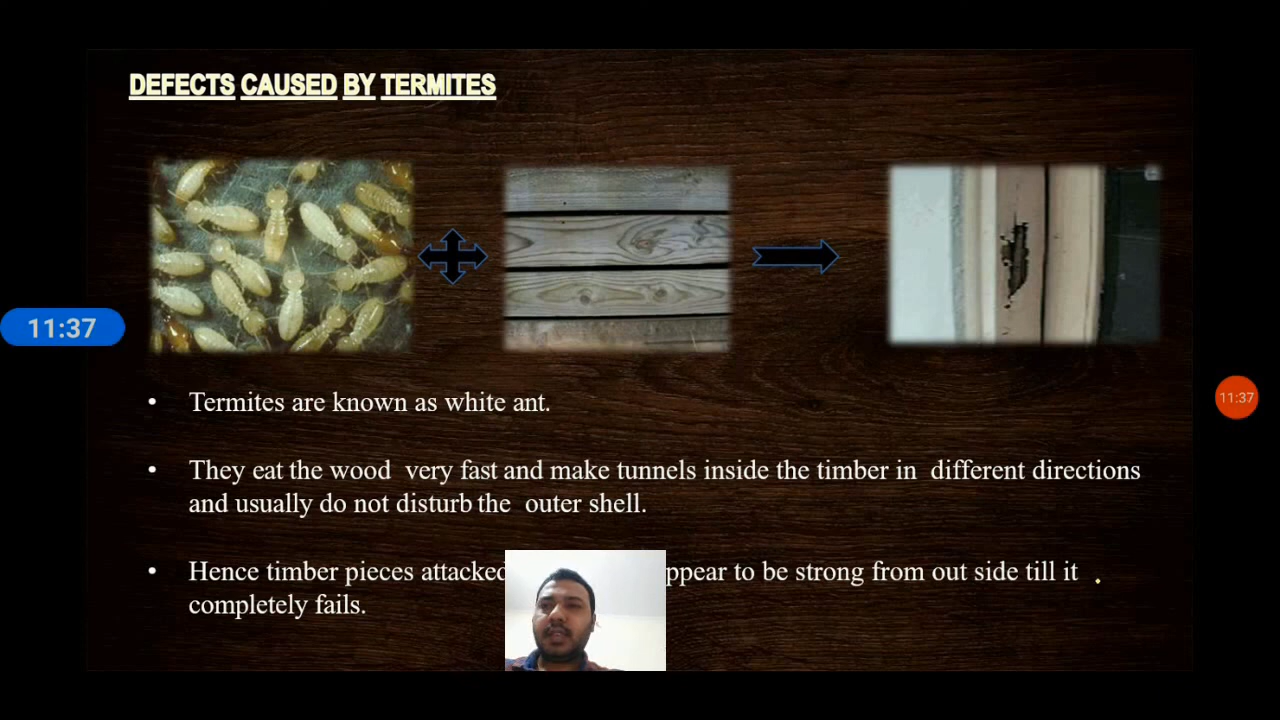 DEFECTS CAUSED BY TERMITES
11:37
11:37
• Termites are known as white ant.
• They eat the wood very fast and make tunnels inside the timber in different directions
and usually do not disturb the outer shell.
• Hence timber pieces attacked ppear to be strong from out side till it .
completely fails.